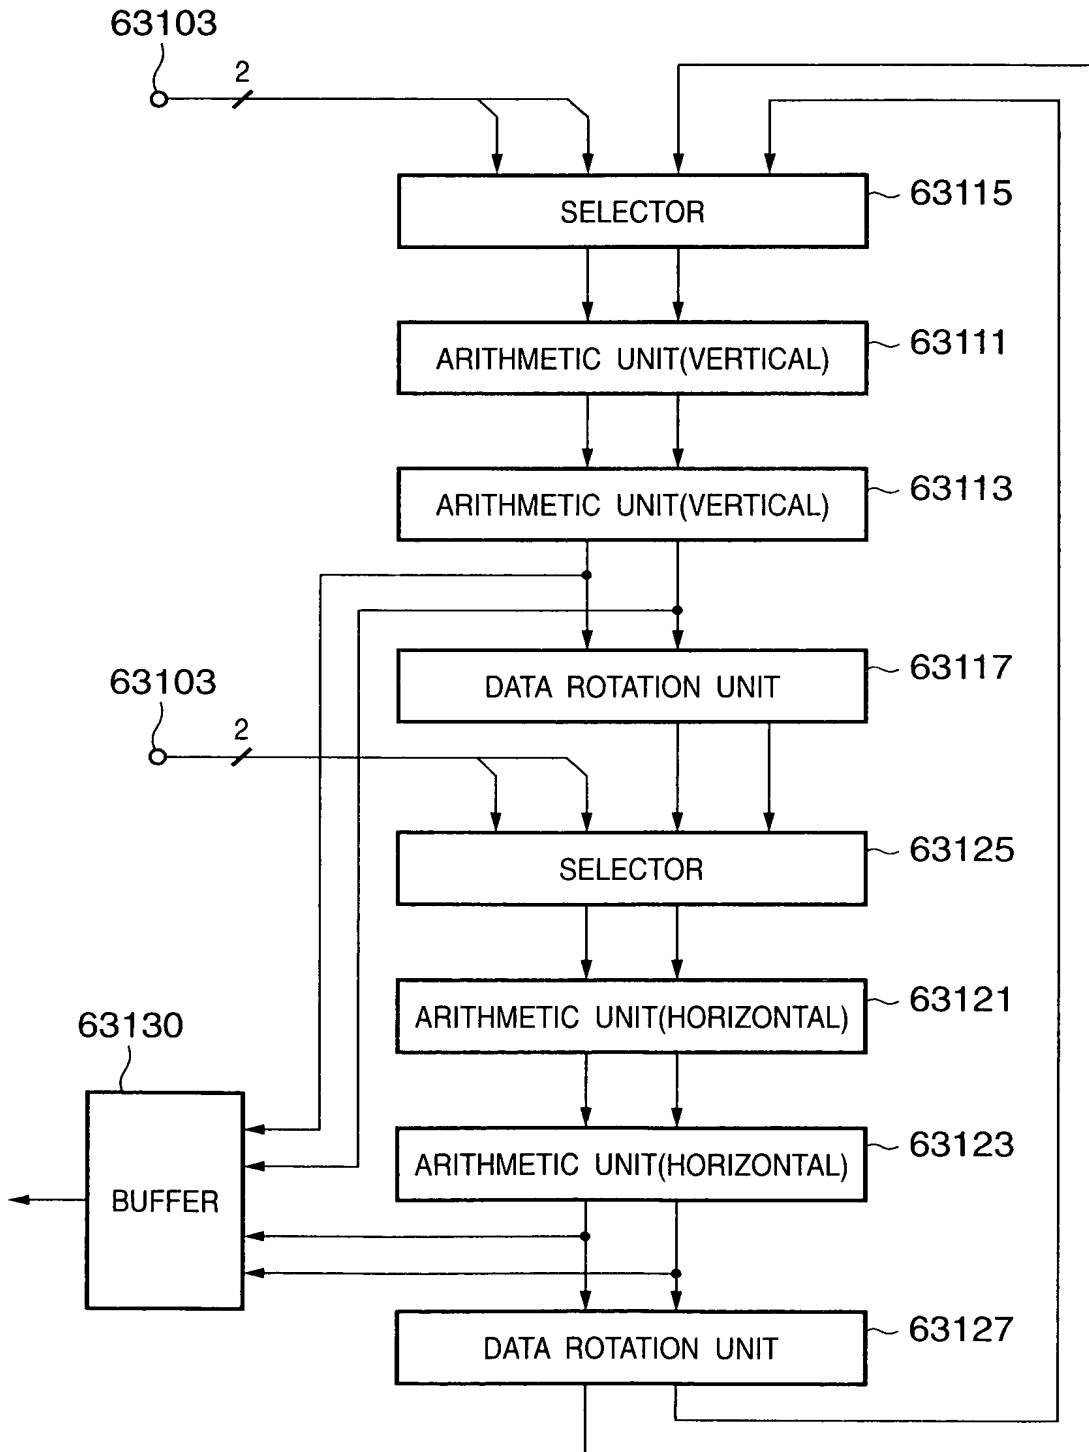 63103
2
SELECTOR
63115
ARITHMETIC UNIT(VERTICAL)
63111
ARITHMETIC UNIT(VERTICAL)
63113
DATA ROTATION UNIT
63117
63103
2
SELECTOR
63125
ARITHMETIC UNIT(HORIZONTAL)
63121
63130
ARITHMETIC UNIT(HORIZONTAL)
63123
BUFFER
DATA ROTATION UNIT
63127